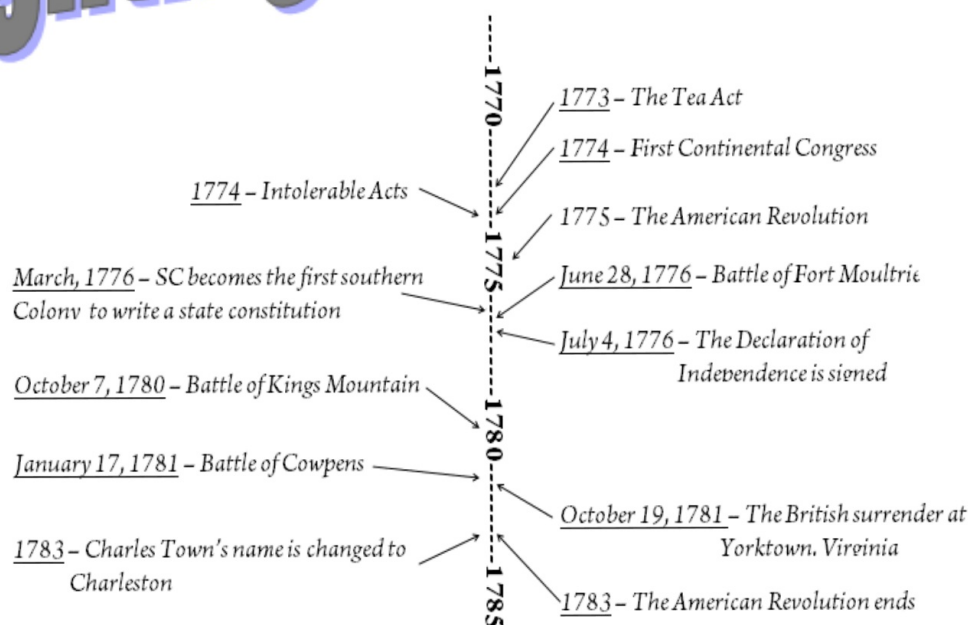 1770
1773 – The Tea Act
1774 – First Continental Congress
1774 – Intolerable Acts
1775 – The American Revolution
1775
March, 1776 – SC becomes the first southern
Colony to write a state constitution
June 28, 1776 – Battle of Fort Moultrie
July 4, 1776 – The Declaration of
Independence is signed
October 7, 1780 – Battle of Kings Mountain
1780
January 17, 1781 – Battle of Cowpens
October 19, 1781 – The British surrender at
Yorktown, Virginia
1783 – Charles Town's name is changed to
Charleston
1783 – The American Revolution ends
1785